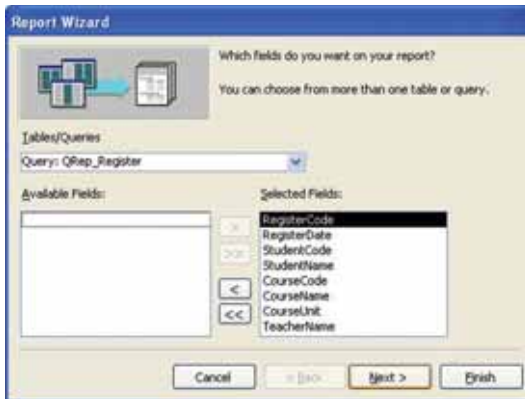 Report Wizard
Which fields do you want on your report?
You can choose from more than one table or query.
Tables/Queries
Query: QRep_Register
Available Fields:
Selected Fields:
RegisterCode
RegisterDate
StudentCode
StudentName
CourseCode
CourseName
CourseUnit
TeacherName
>
>>
<
<<
Cancel
< Back
Next >
Finish